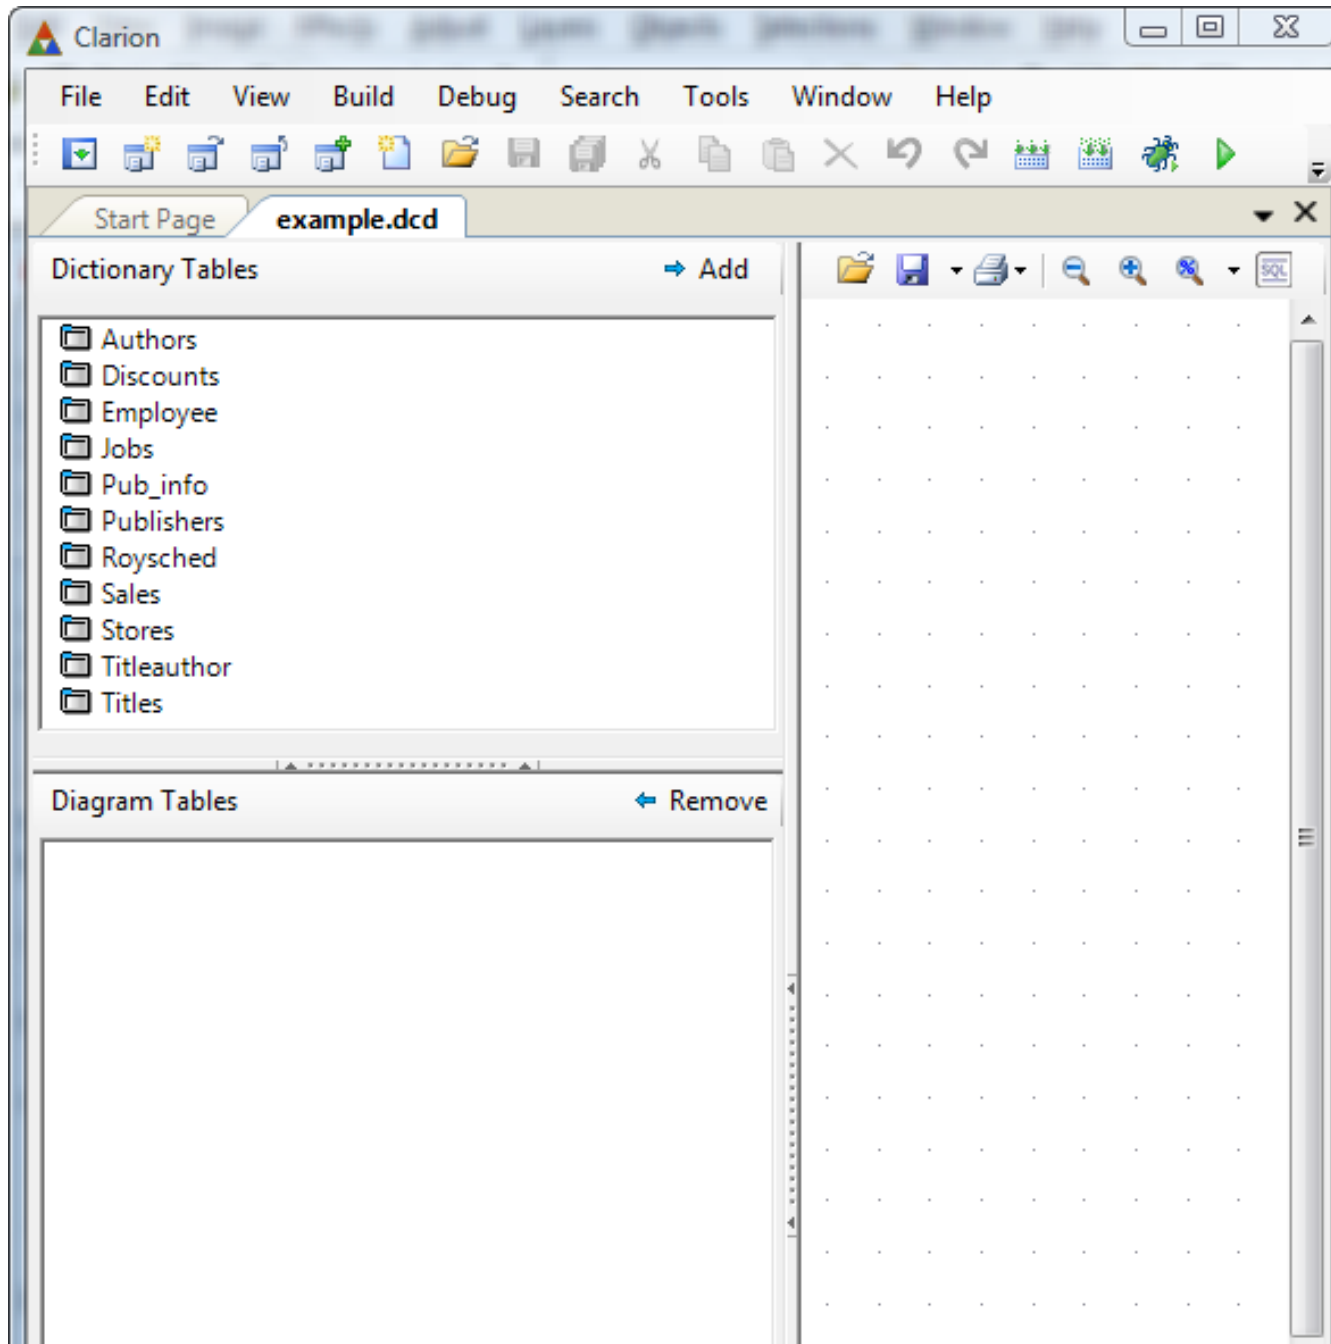 Clarion
File Edit View Build Debug Search Tools Window Help
Start Page example.dcd
Dictionary Tables Add
SQL
Authors
Discounts
Employee
Jobs
Pub_info
Publishers
Roysched
Sales
Stores
Titleauthor
Titles
Diagram Tables Remove